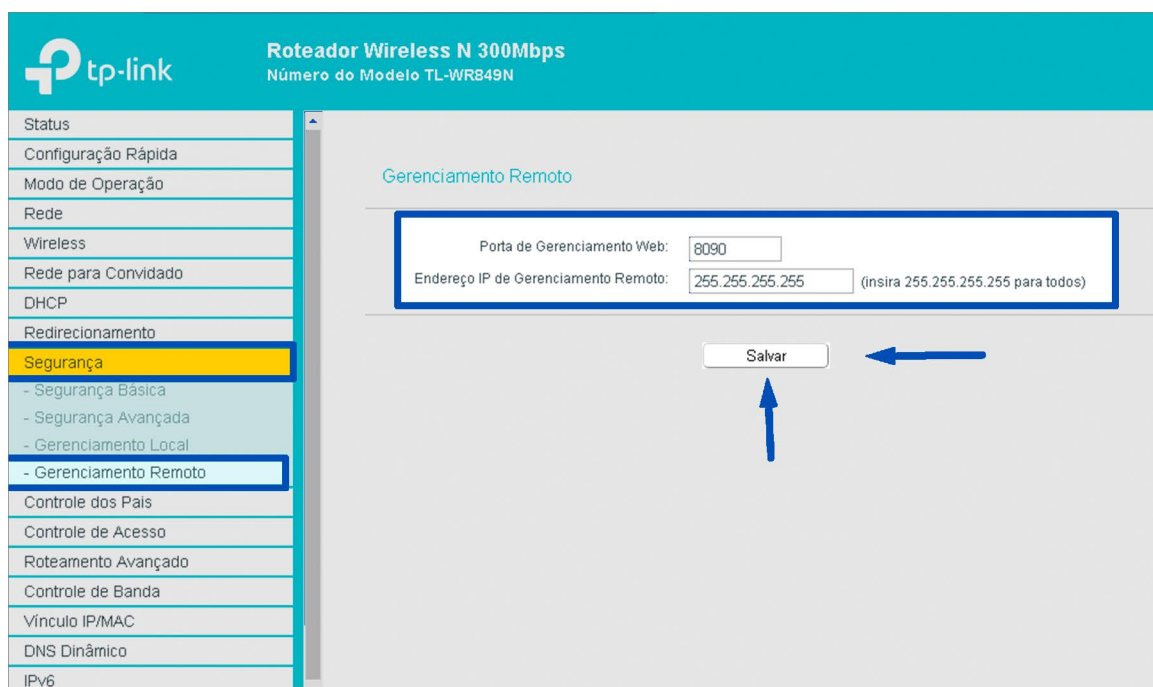 tp-link
Roteador Wireless N 300Mbps
Número do Modelo TL-WR849N
Status
Configuração Rápida
Modo de Operação
Rede
Wireless
Rede para Convidado
DHCP
Redirecionamento
Segurança
- Segurança Básica
- Segurança Avançada
- Gerenciamento Local
- Gerenciamento Remoto
Controle dos Pais
Controle de Acesso
Roteamento Avançado
Controle de Banda
Vínculo IP/MAC
DNS Dinâmico
IPv6
Gerenciamento Remoto
Porta de Gerenciamento Web: 8090
Endereço IP de Gerenciamento Remoto: 255.255.255.255 (insira 255.255.255.255 para todos)
Salvar